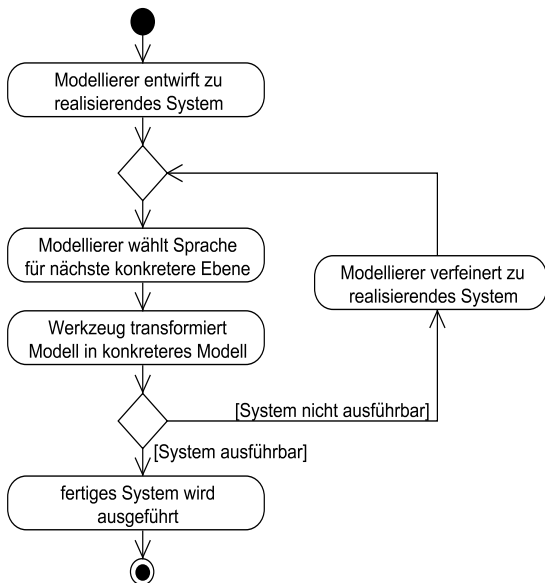 Modellierer entwirft zu
realisierendes System
Modellierer wählt Sprache
für nächste konkretere Ebene
Modellierer verfeinert zu
realisierendes System
Werkzeug transformiert
Modell in konkreteres Modell
[System nicht ausführbar]
[System ausführbar]
fertiges System wird
ausgeführt